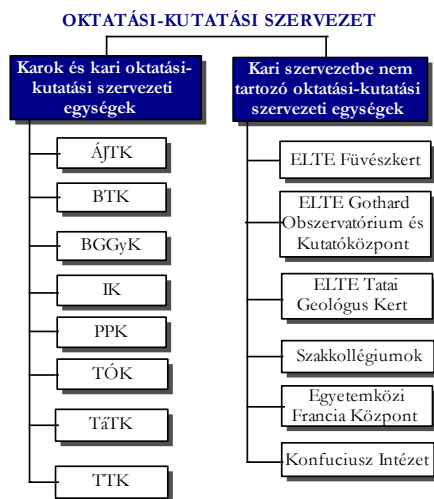 OKTATÁSI-KUTATÁSI SZERVEZET
Karok és kari oktatási-
kutatási szervezeti
egységek
ÁJTK
BTK
BGGyK
IK
PPK
TÓK
TáTK
TTK
Kari szervezetbe nem
tartozó oktatási-kutatási
szervezeti egységek
ELTE Füvészkert
ELTE Gothard
Obszervatórium és
Kutatóközpont
ELTE Tatai
Geológus Kert
Szakkollégiumok
Egyetemközi
Francia Központ
Konfuciusz Intézet